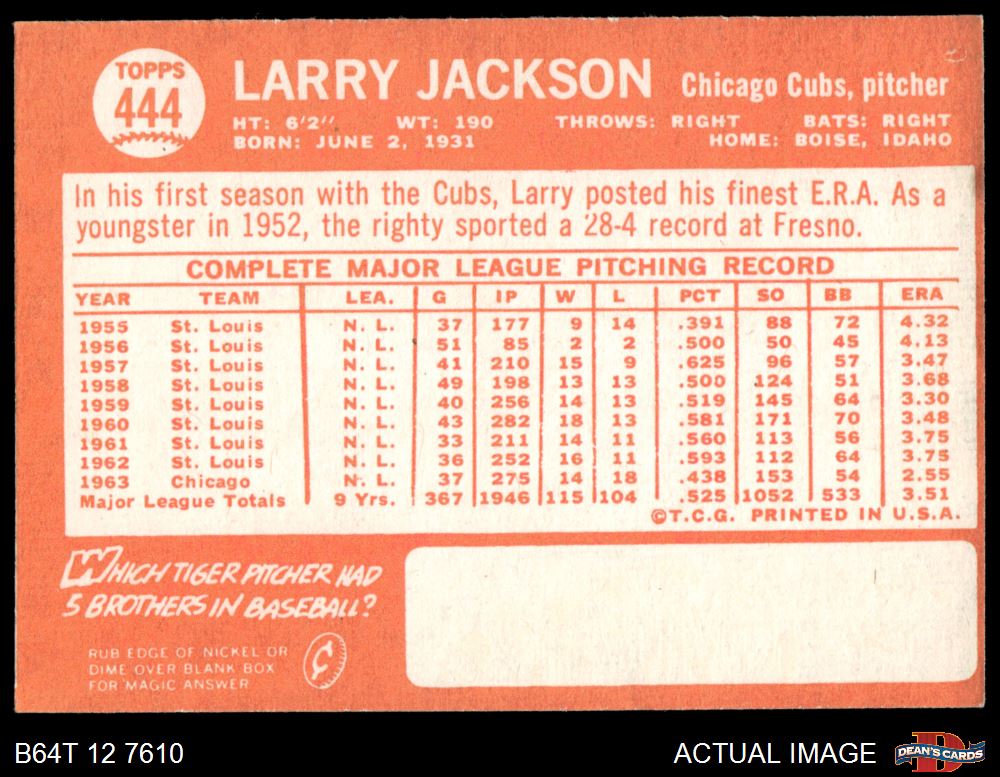 TOPPS
444
LARRY JACKSON Chicago Cubs, pitcher
HT: 6'2" WT: 190 THROWS: RIGHT BATS: RIGHT
BORN: JUNE 2, 1931 HOME: BOISE, IDAHO
In his first season with the Cubs, Larry posted his finest E.R.A. As a
youngster in 1952, the righty sported a 28-4 record at Fresno.
COMPLETE MAJOR LEAGUE PITCHING RECORD
YEAR TEAM LEA. G IP W L PCT SO BB ERA
1955 St. Louis N. L. 37 177 9 14 .391 88 72 4.32
1956 St. Louis N. L. 51 85 2 2 .500 50 45 4.13
1957 St. Louis N. L. 41 210 15 9 .625 96 57 3.47
1958 St. Louis N. L. 49 198 13 13 .500 124 51 3.68
1959 St. Louis N. L. 40 256 14 13 .519 145 64 3.30
1960 St. Louis N. L. 43 282 18 13 .581 171 70 3.48
1961 St. Louis N. L. 33 211 14 11 .560 113 56 3.75
1962 St. Louis N. L. 36 252 16 11 .593 112 64 3.75
1963 Chicago N. L. 37 275 14 18 .438 153 54 2.55
Major League Totals 9 Yrs. 367 1946 115 104 .525 1052 533 3.51
©T.C.G. PRINTED IN U.S.A.
WHICH TIGER PITCHER HAD
5 BROTHERS IN BASEBALL?
RUB EDGE OF NICKEL OR
DIME OVER BLANK BOX
FOR MAGIC ANSWER
¢
B64T 12 7610 ACTUAL IMAGE D DEAN'S CARDS